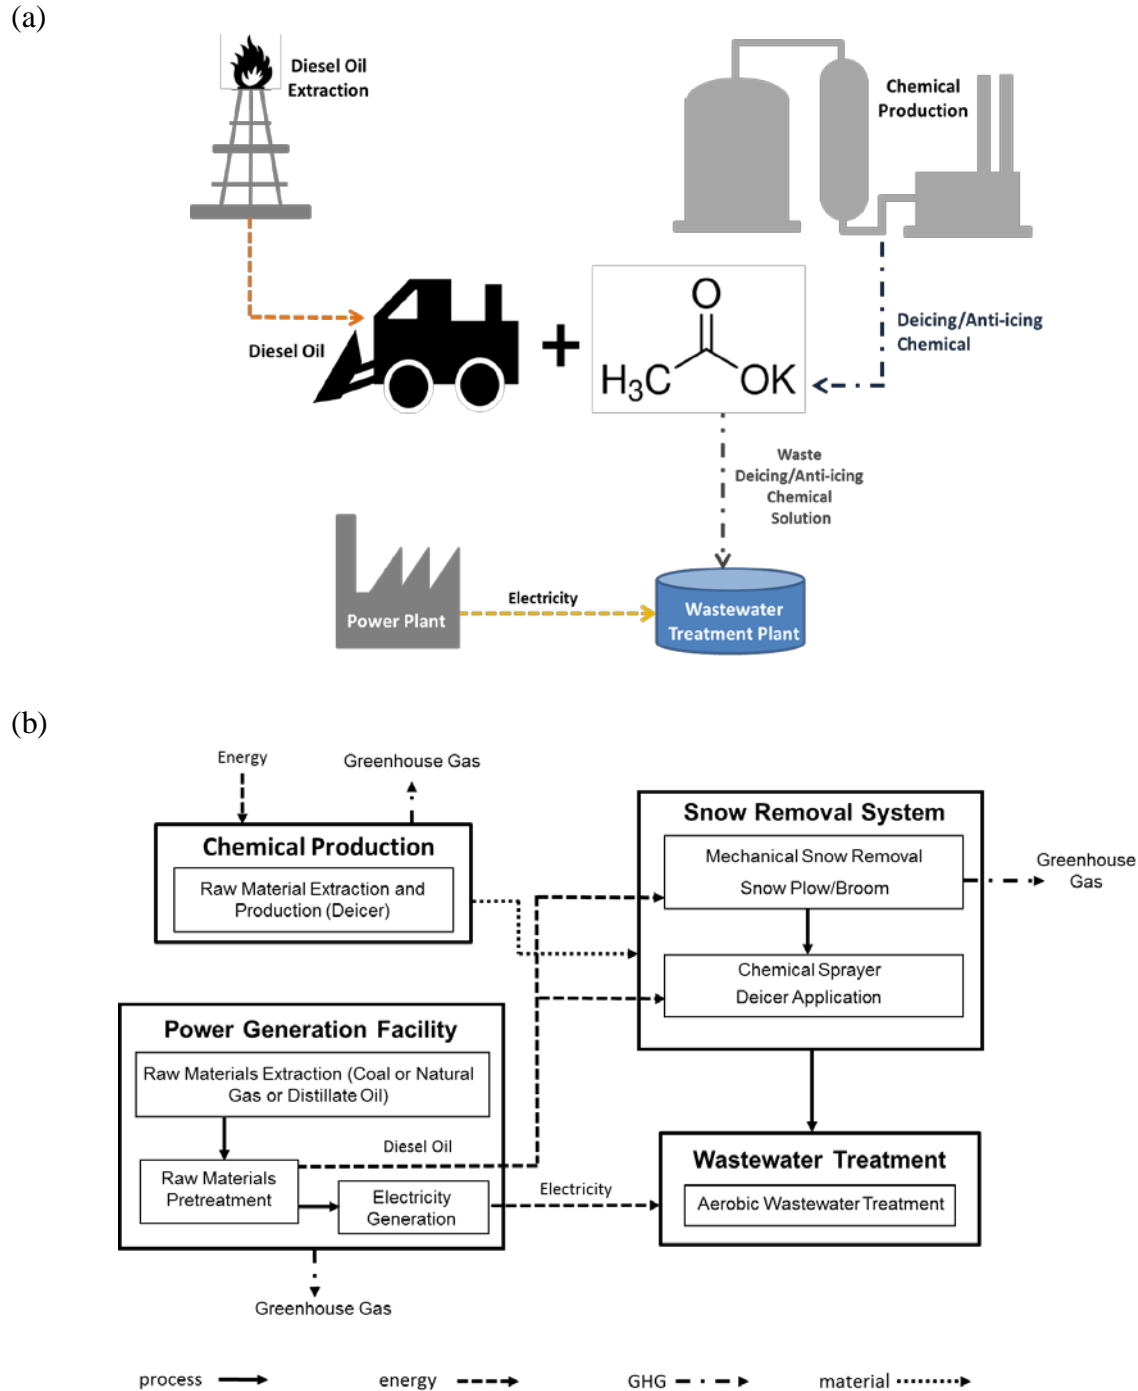 (a)
Diesel Oil
Extraction
Chemical
Production
Diesel Oil
Deicing/Anti-icing
Chemical
O
H₃C
OK
Waste
Deicing/Anti-icing
Chemical
Solution
Power Plant
Electricity
Wastewater
Treatment Plant
(b)
Energy
Greenhouse Gas
Chemical Production
Raw Material Extraction and
Production (Deicer)
Snow Removal System
Mechanical Snow Removal
Snow Plow/Broom
Greenhouse
Gas
Chemical Sprayer
Deicer Application
Power Generation Facility
Raw Materials Extraction (Coal or Natural
Gas or Distillate Oil)
Diesel Oil
Raw Materials
Pretreatment
Electricity
Generation
Electricity
Wastewater Treatment
Aerobic Wastewater Treatment
Greenhouse Gas
process
energy
GHG
material